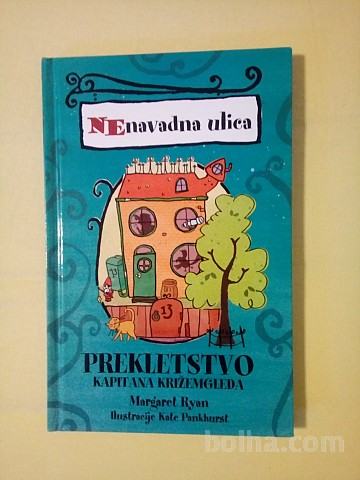 NEnavadna ulica
13
PREKLETSTVO
KAPITANA KRIŽEMGLEDA
Margaret Ryan
Ilustracije Kate Pankhurst
bolha.com